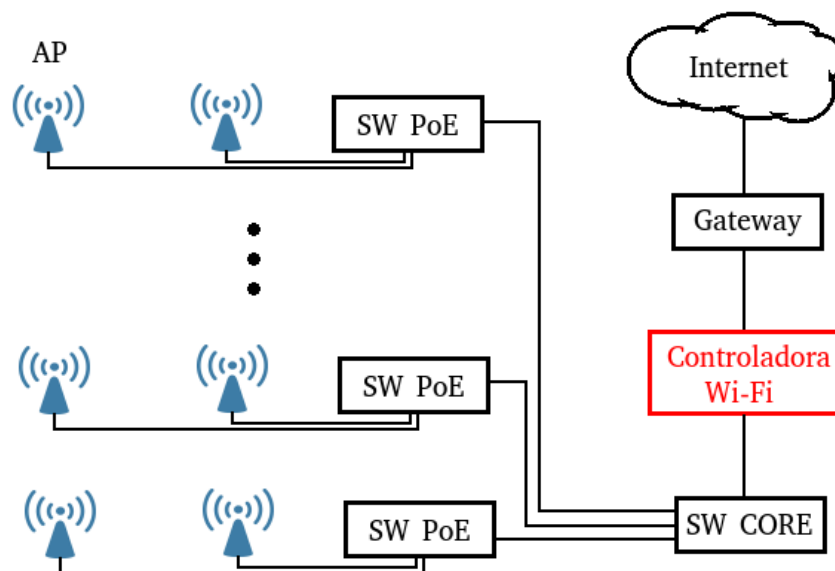 AP
Internet
SW PoE
Gateway
Controladora
Wi-Fi
SW PoE
SW CORE
SW PoE